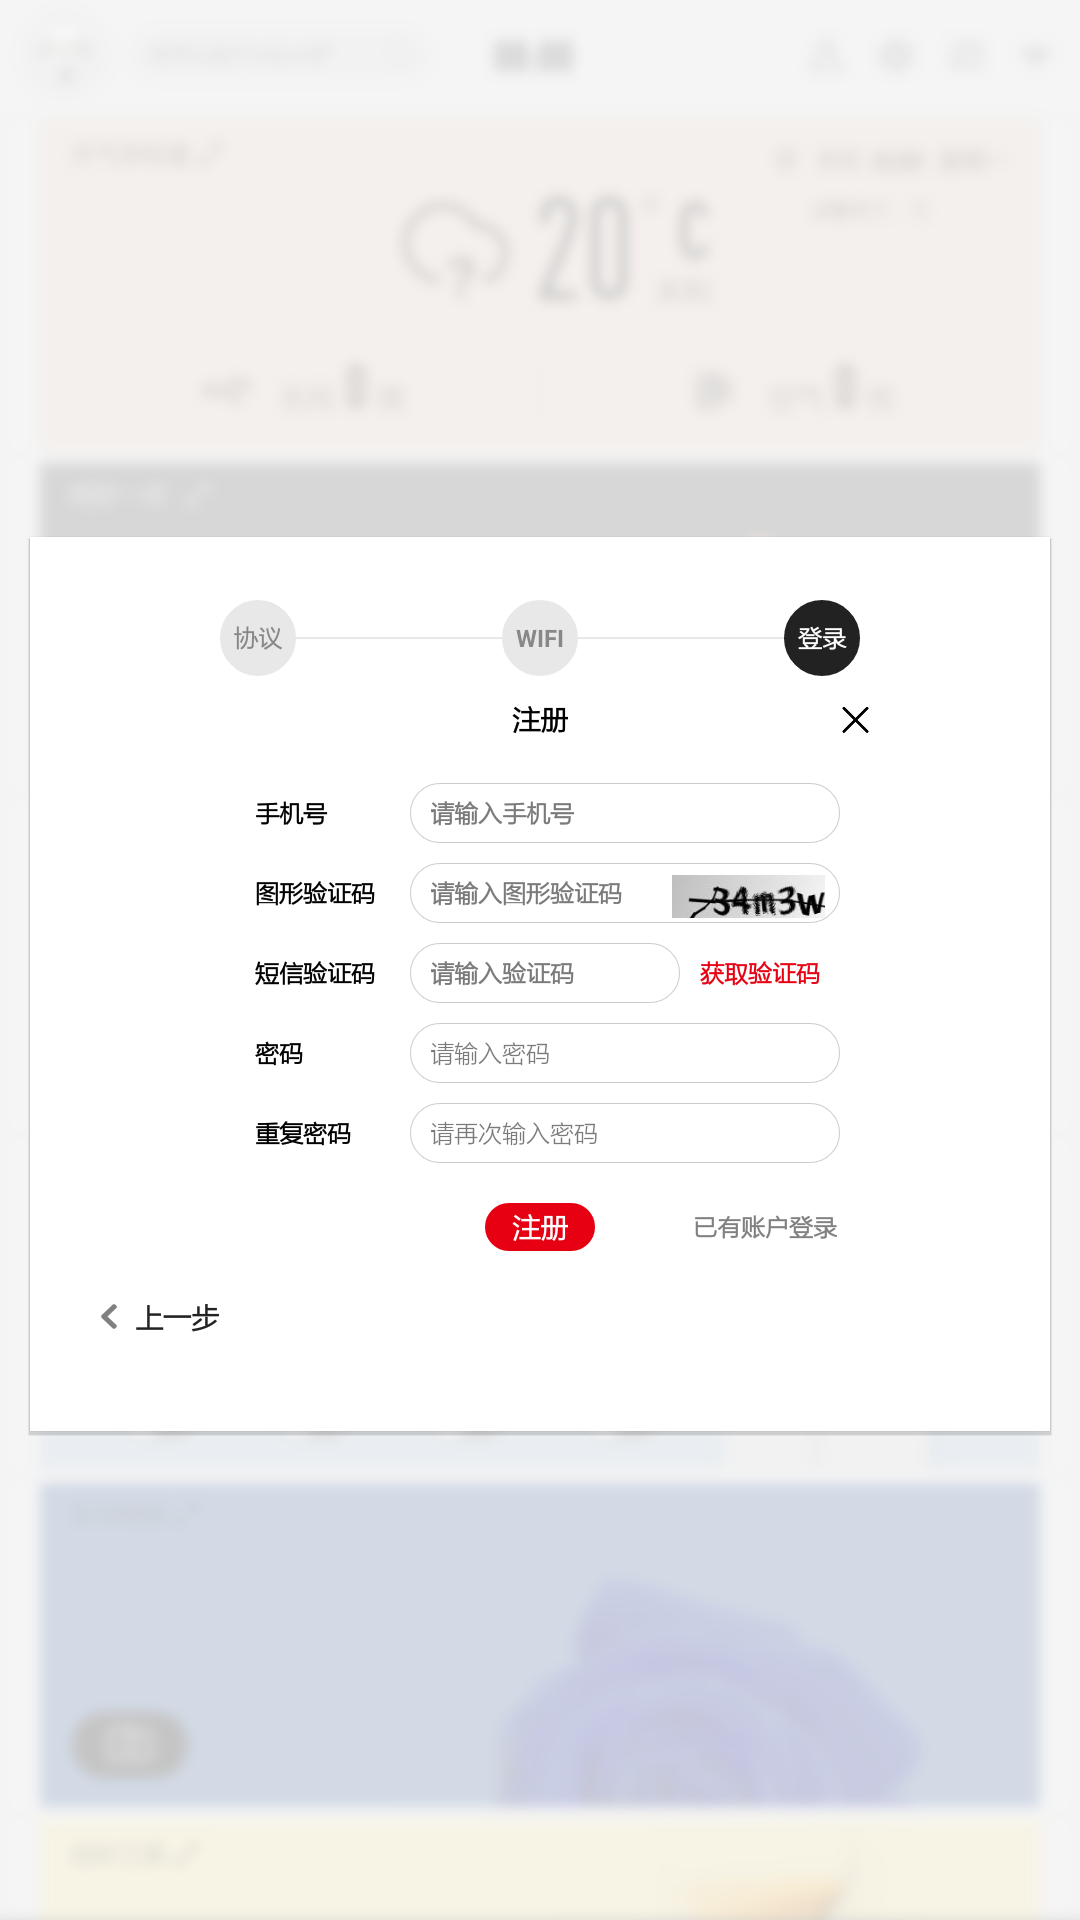 20 °C
协议 WIFI 登录
注册
手机号 请输入手机号
图形验证码 请输入图形验证码 34m3w
短信验证码 请输入验证码 获取验证码
密码 请输入密码
重复密码 请再次输入密码
注册 已有账户登录
上一步